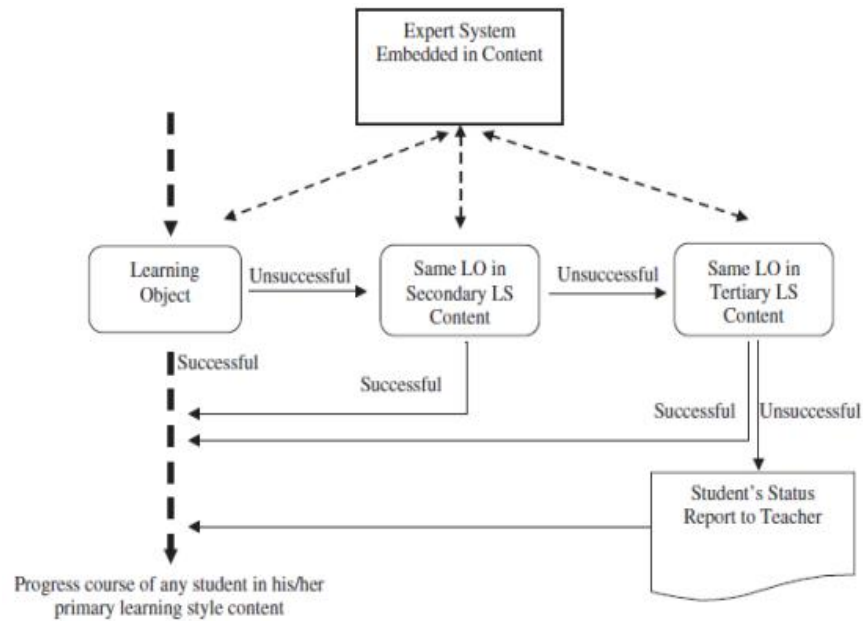 Expert System
Embedded in Content
Learning
Object
Unsuccessful
Same LO in
Secondary LS
Content
Unsuccessful
Same LO in
Tertiary LS
Content
Successful
Successful
Successful
Unsuccessful
Student’s Status
Report to Teacher
Progress course of any student in his/her
primary learning style content